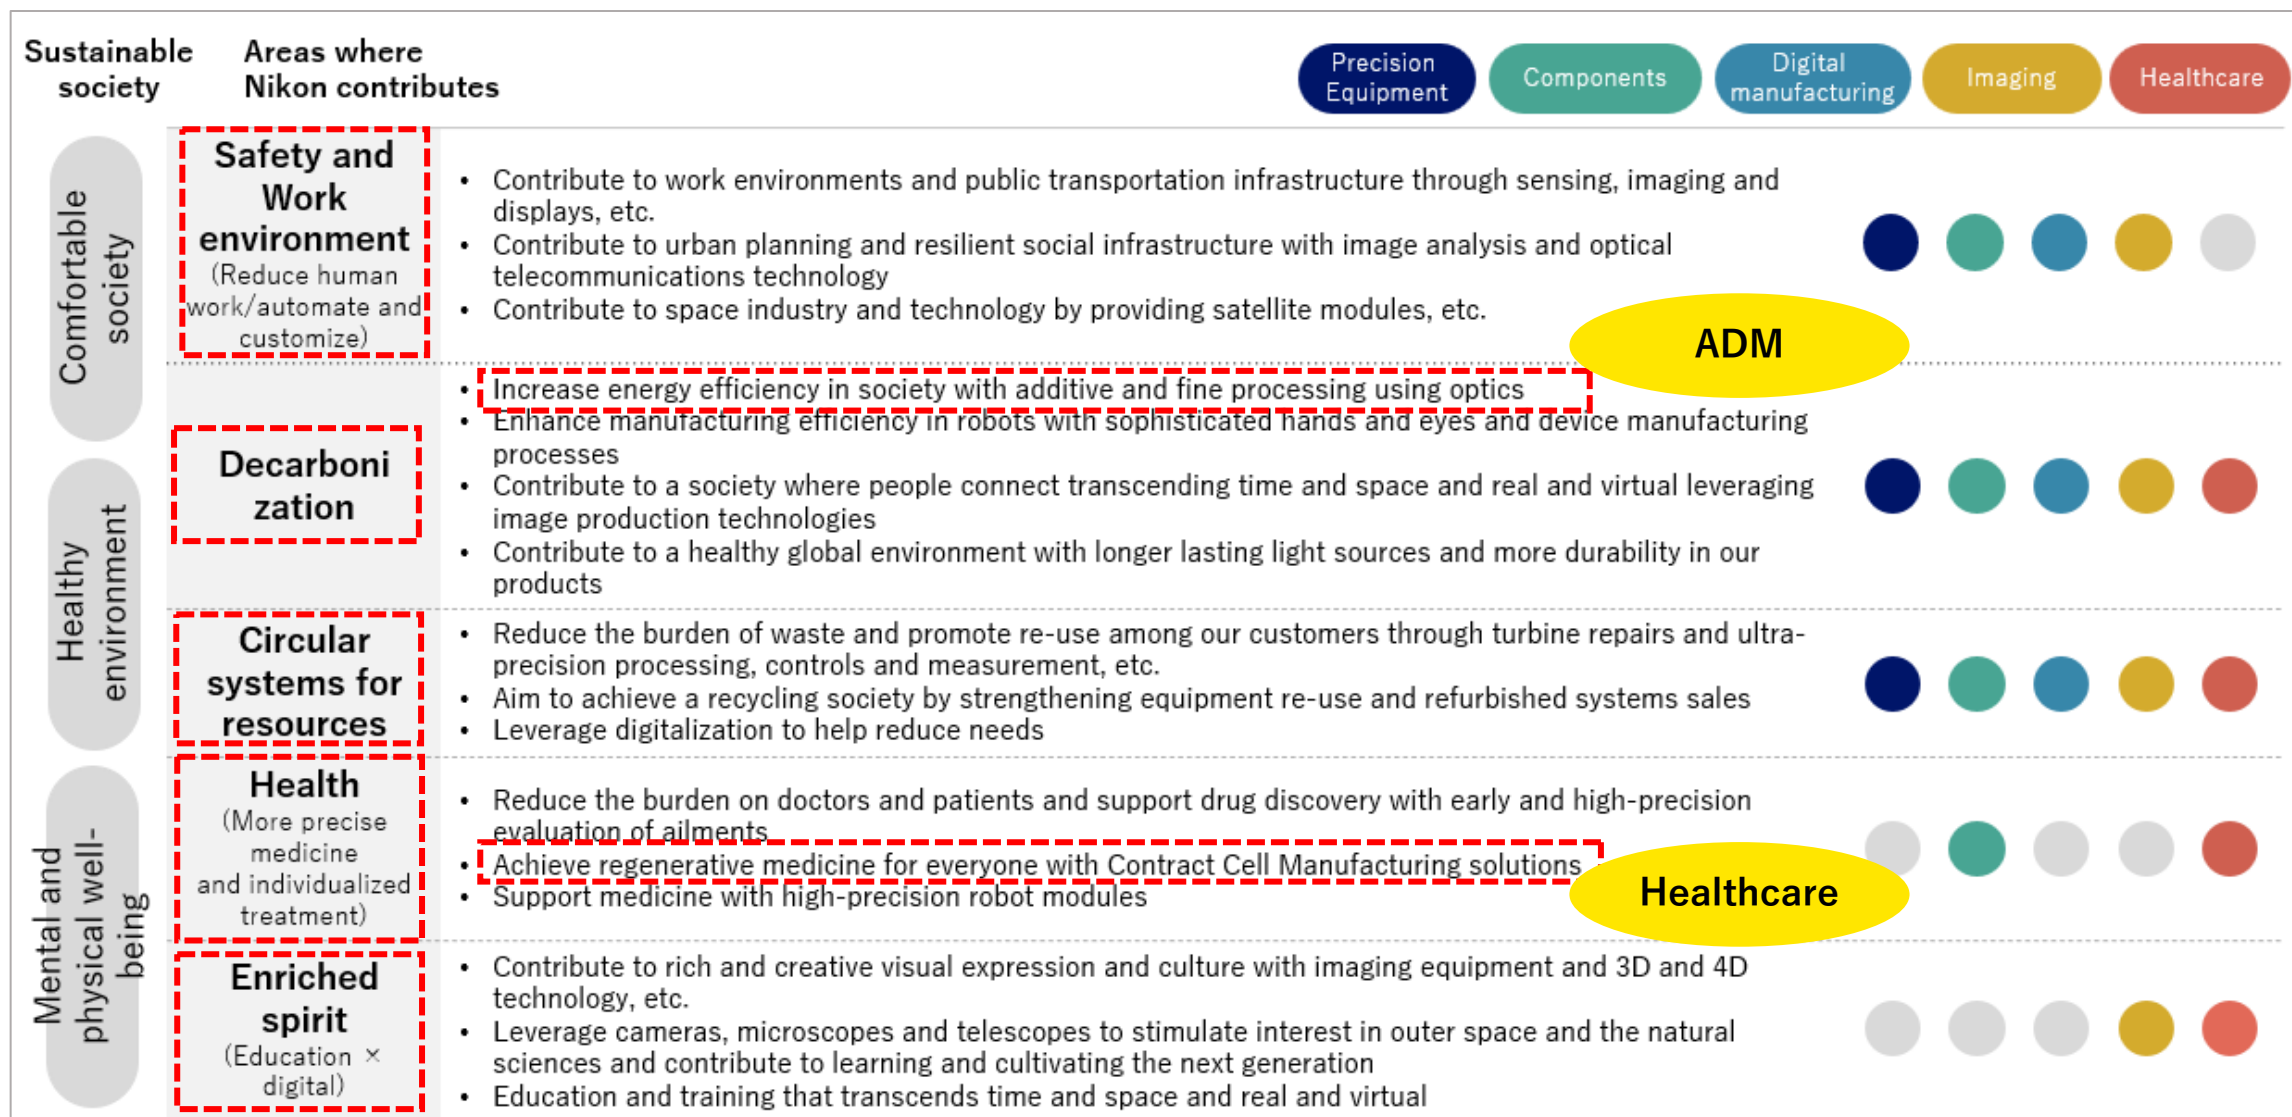 Sustainable
society
Areas where
Nikon contributes
Precision
Equipment
Components
Digital
manufacturing
Imaging
Healthcare
Comfortable
society
Safety and
Work
environment
(Reduce human
work/automate and
customize)
• Contribute to work environments and public transportation infrastructure through sensing, imaging and
displays, etc.
• Contribute to urban planning and resilient social infrastructure with image analysis and optical
telecommunications technology
• Contribute to space industry and technology by providing satellite modules, etc.
ADM
Healthy
environment
Decarboni
zation
• Increase energy efficiency in society with additive and fine processing using optics
• Enhance manufacturing efficiency in robots with sophisticated hands and eyes and device manufacturing
processes
• Contribute to a society where people connect transcending time and space and real and virtual leveraging
image production technologies
• Contribute to a healthy global environment with longer lasting light sources and more durability in our
products
Circular
systems for
resources
• Reduce the burden of waste and promote re-use among our customers through turbine repairs and ultra-
precision processing, controls and measurement, etc.
• Aim to achieve a recycling society by strengthening equipment re-use and refurbished systems sales
• Leverage digitalization to help reduce needs
Mental and
physical well-
being
Health
(More precise
medicine
and individualized
treatment)
• Reduce the burden on doctors and patients and support drug discovery with early and high-precision
evaluation of ailments
• Achieve regenerative medicine for everyone with Contract Cell Manufacturing solutions
• Support medicine with high-precision robot modules
Healthcare
Enriched
spirit
(Education ×
digital)
• Contribute to rich and creative visual expression and culture with imaging equipment and 3D and 4D
technology, etc.
• Leverage cameras, microscopes and telescopes to stimulate interest in outer space and the natural
sciences and contribute to learning and cultivating the next generation
• Education and training that transcends time and space and real and virtual